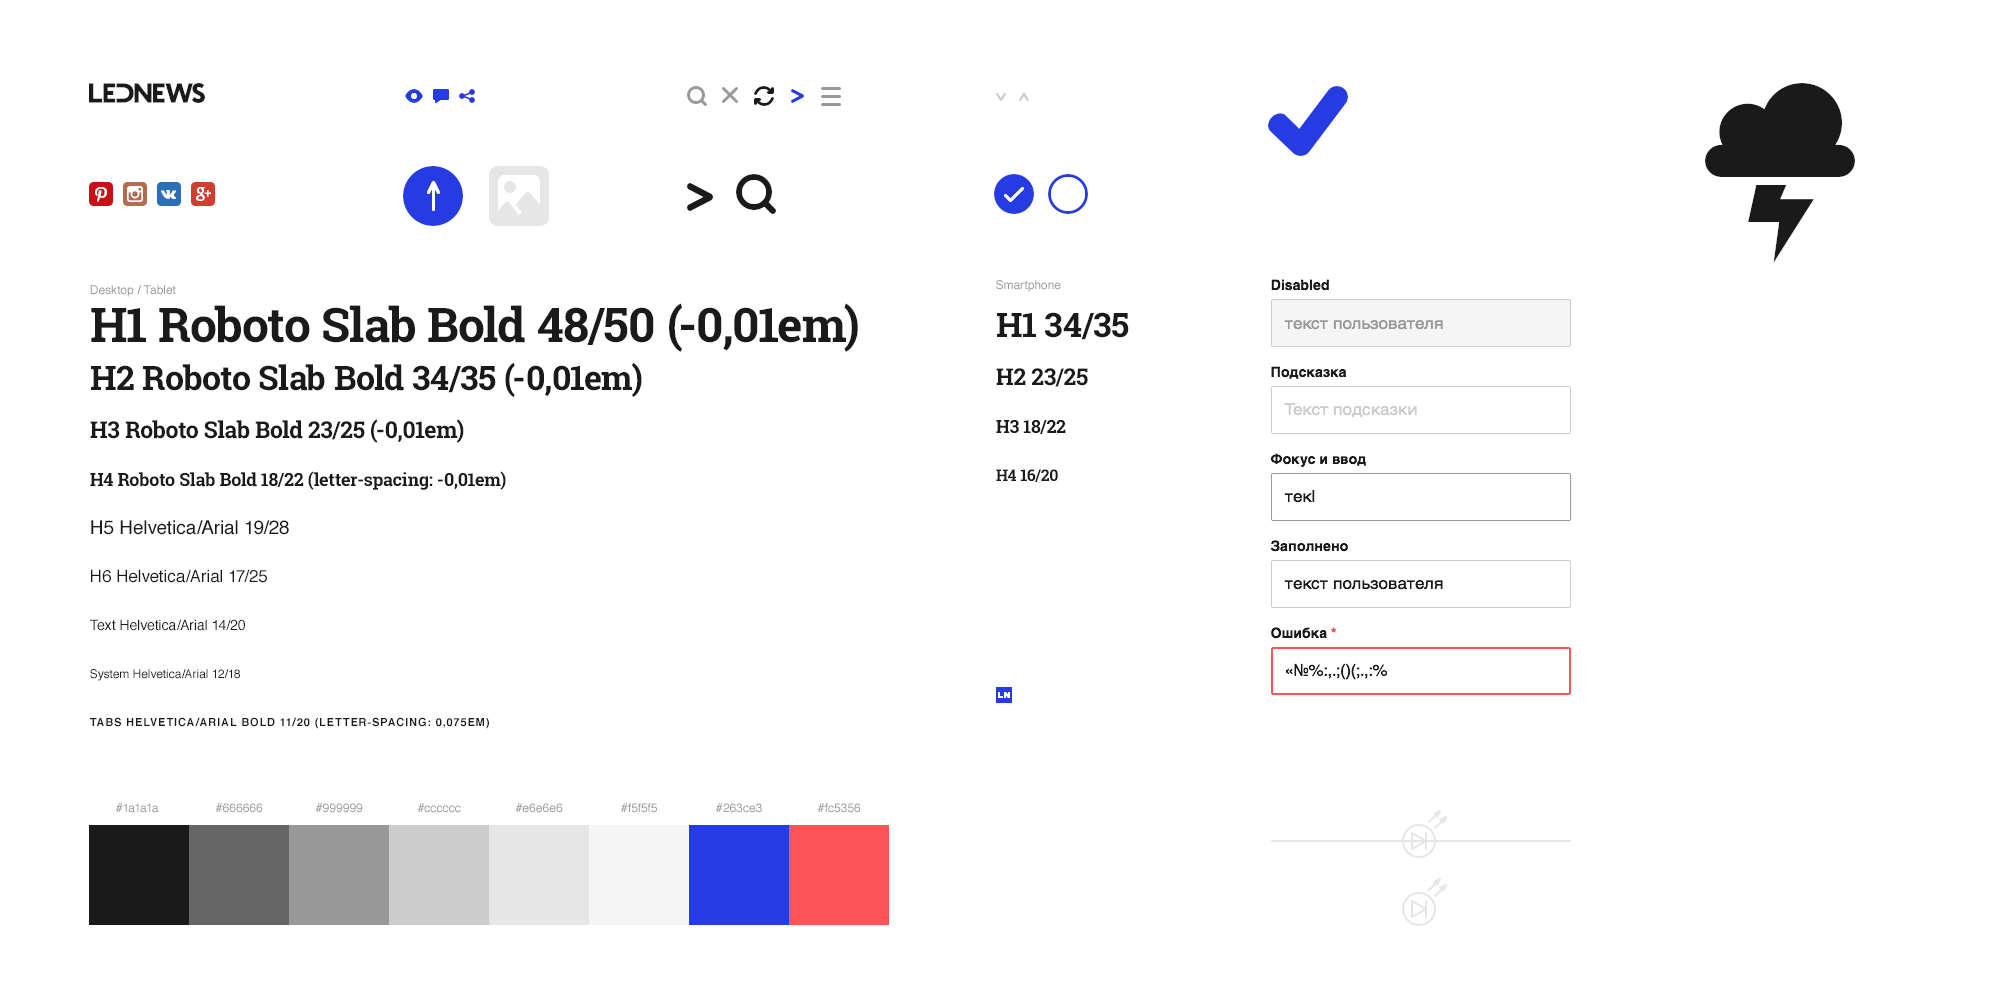 LEDNEWS
Desktop / Tablet
H1 Roboto Slab Bold 48/50 (-0,01em)
H2 Roboto Slab Bold 34/35 (-0,01em)
H3 Roboto Slab Bold 23/25 (-0,01em)
H4 Roboto Slab Bold 18/22 (letter-spacing: -0,01em)
H5 Helvetica/Arial 19/28
H6 Helvetica/Arial 17/25
Text Helvetica/Arial 14/20
System Helvetica/Arial 12/18
TABS HELVETICA/ARIAL BOLD 11/20 (LETTER-SPACING: 0,075EM)
#1a1a1a
#666666
#999999
#cccccc
#e6e6e6
#f5f5f5
#263ce3
#fc5356
Smartphone
H1 34/35
H2 23/25
H3 18/22
H4 16/20
LN
Disabled
текст пользователя
Подсказка
Текст подсказки
Фокус и ввод
текl
Заполнено
текст пользователя
Ошибка *
«№%:,.;()(;.,:%